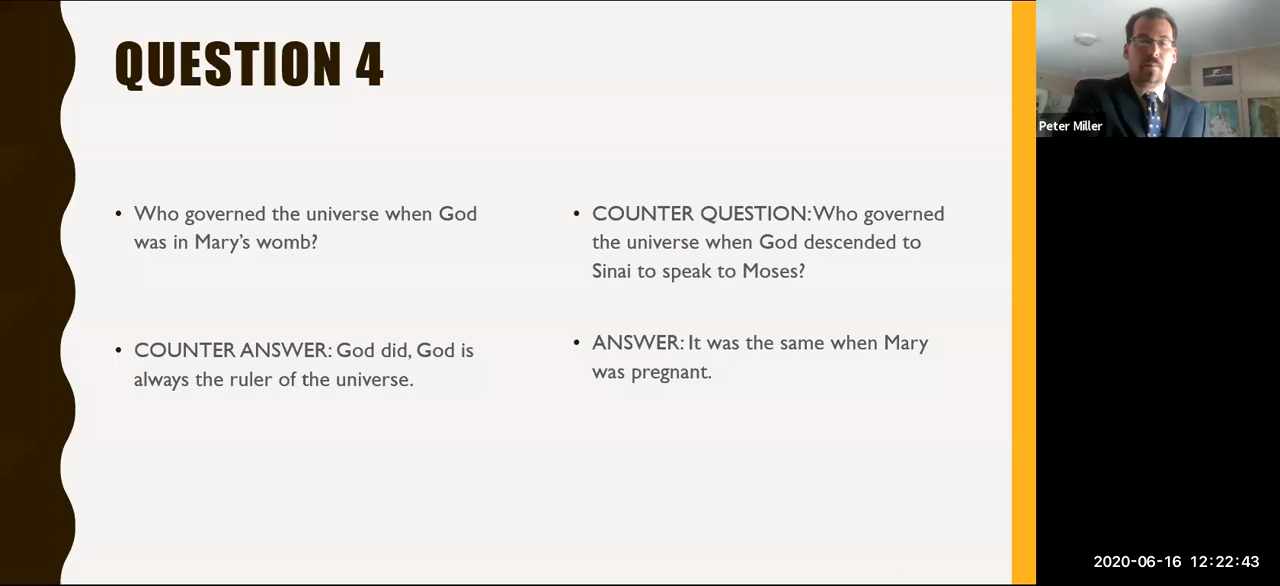 QUESTION 4
• Who governed the universe when God
was in Mary’s womb?
• COUNTER ANSWER: God did, God is
always the ruler of the universe.
• COUNTER QUESTION: Who governed
the universe when God descended to
Sinai to speak to Moses?
• ANSWER: It was the same when Mary
was pregnant.
Peter Miller
2020-06-16 12:22:43